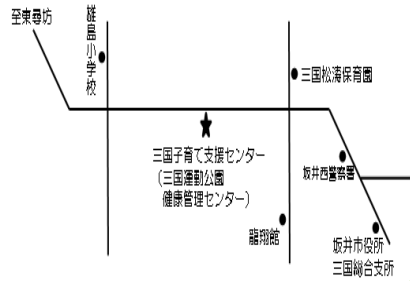 至東尋坊
雄島小学校
三国松涛保育園
三国子育て支援センター
（三国運動公園
健康管理センター）
坂井西警察署
龍翔館
坂井市役所
三国総合支所